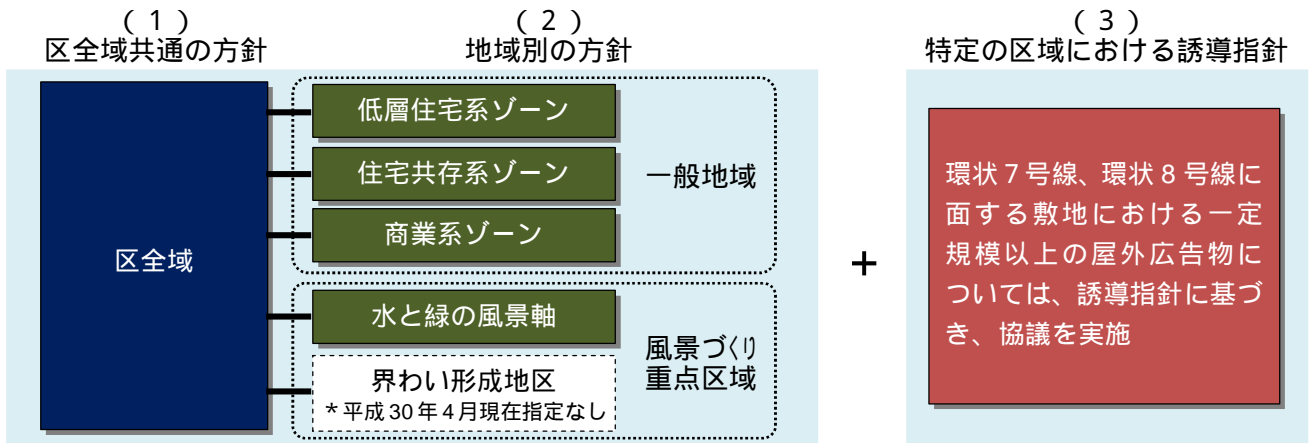 (1)
区全域共通の方針
(2)
地域別の方針
(3)
特定の区域における誘導指針
区全域
低層住宅系ゾーン
住宅共存系ゾーン
商業系ゾーン
一般地域
水と緑の風景軸
界わい形成地区
*平成30年4月現在指定なし
風景づくり
重点区域
+
環状7号線、環状8号線に
面する敷地における一定
規模以上の屋外広告物に
ついては、誘導指針に基づ
き、協議を実施